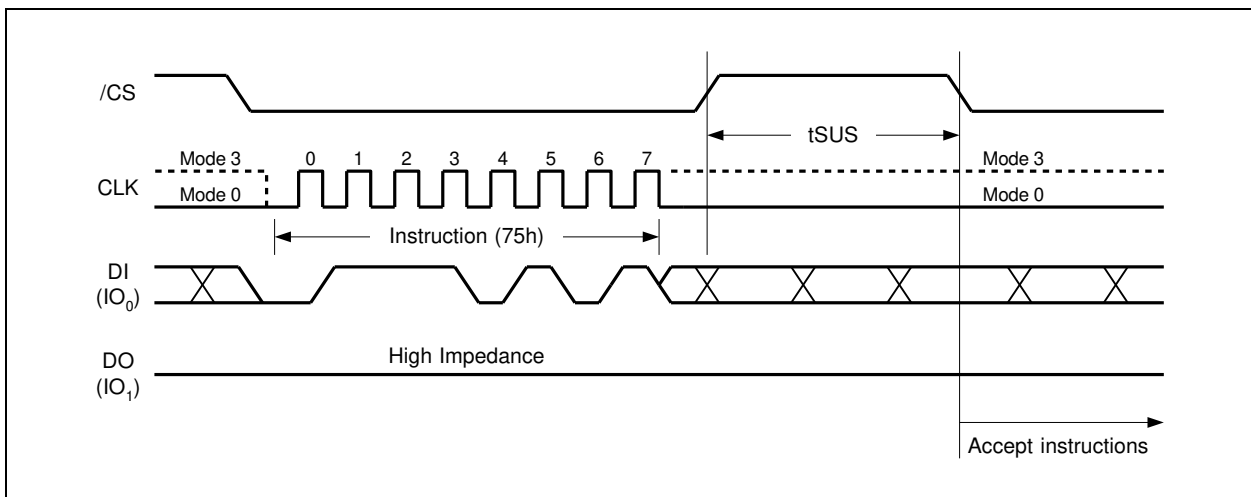 /CS
tSUS
Mode 3 0 1 2 3 4 5 6 7 Mode 3
CLK
Mode 0 Mode 0
Instruction (75h)
DI
(IO0)
High Impedance
DO
(IO1)
Accept instructions